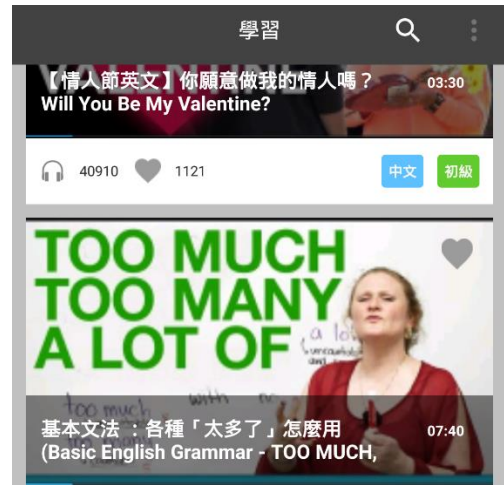 學習
VALENTINE
【情人節英文】你願意做我的情人嗎？
03:30
Will You Be My Valentine?
40910 1121 中文 初級
TOO MUCH
TOO MANY
A LOT OF
a lot
uncountable
too much
with
基本文法 ：各種「太多了」怎麼用
07:40
(Basic English Grammar - TOO MUCH,